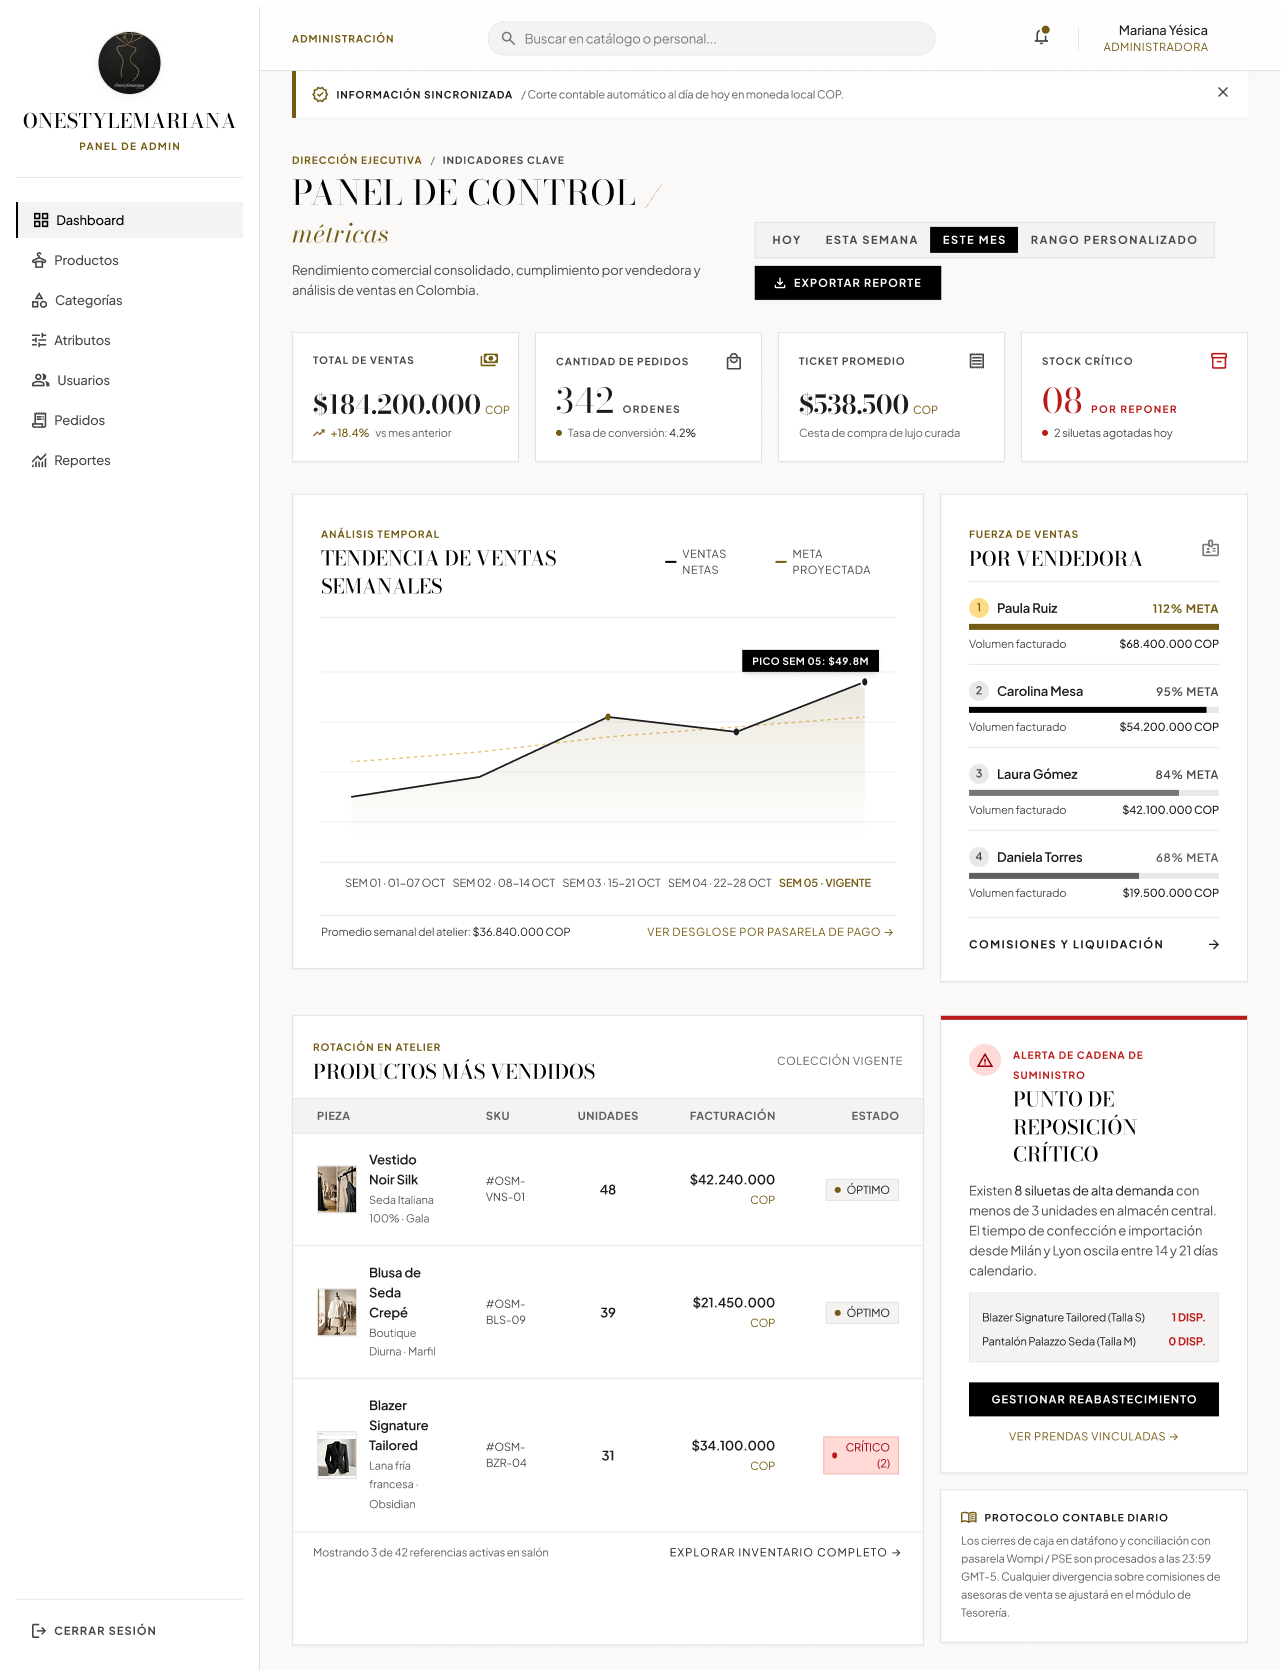 Onestylemariana
ONESTYLEMARIANA
PANEL DE ADMIN
Dashboard
Productos
Categorías
Atributos
Usuarios
Pedidos
Reportes
CERRAR SESIÓN
ADMINISTRACIÓN
Buscar en catálogo o personal...
Mariana Yésica
ADMINISTRADORA
INFORMACIÓN SINCRONIZADA / Corte contable automático al día de hoy en moneda local COP.
DIRECCIÓN EJECUTIVA / INDICADORES CLAVE
PANEL DE CONTROL /
métricas
Rendimiento comercial consolidado, cumplimiento por vendedora y
análisis de ventas en Colombia.
HOY ESTA SEMANA ESTE MES RANGO PERSONALIZADO
EXPORTAR REPORTE
TOTAL DE VENTAS
$184.200.000 COP
+18.4% vs mes anterior
CANTIDAD DE PEDIDOS
342 ORDENES
Tasa de conversión: 4.2%
TICKET PROMEDIO
$538.500 COP
Cesta de compra de lujo curada
STOCK CRÍTICO
08 POR REPONER
2 siluetas agotadas hoy
ANÁLISIS TEMPORAL
TENDENCIA DE VENTAS
SEMANALES
VENTAS
NETAS
META
PROYECTADA
PICO SEM 05: $49.8M
SEM 01 · 01–07 OCT SEM 02 · 08–14 OCT SEM 03 · 15–21 OCT SEM 04 · 22–28 OCT SEM 05 · VIGENTE
Promedio semanal del atelier: $36.840.000 COP
VER DESGLOSE POR PASARELA DE PAGO →
FUERZA DE VENTAS
POR VENDEDORA
1 Paula Ruiz 112% META
Volumen facturado $68.400.000 COP
2 Carolina Mesa 95% META
Volumen facturado $54.200.000 COP
3 Laura Gómez 84% META
Volumen facturado $42.100.000 COP
4 Daniela Torres 68% META
Volumen facturado $19.500.000 COP
COMISIONES Y LIQUIDACIÓN →
ROTACIÓN EN ATELIER
PRODUCTOS MÁS VENDIDOS
COLECCIÓN VIGENTE
PIEZA SKU UNIDADES FACTURACIÓN ESTADO
Vestido
Noir Silk
Seda Italiana
100% · Gala
#OSM-
VNS-01
48
$42.240.000
COP
ÓPTIMO
Blusa de
Seda
Crepé
Boutique
Diurna · Marfil
#OSM-
BLS-09
39
$21.450.000
COP
ÓPTIMO
Blazer
Signature
Tailored
Lana fría
francesa ·
Obsidian
#OSM-
BZR-04
31
$34.100.000
COP
CRÍTICO
(2)
Mostrando 3 de 42 referencias activas en salón
EXPLORAR INVENTARIO COMPLETO →
ALERTA DE CADENA DE
SUMINISTRO
PUNTO DE
REPOSICIÓN
CRÍTICO
Existen 8 siluetas de alta demanda con
menos de 3 unidades en almacén central.
El tiempo de confección e importación
desde Milán y Lyon oscila entre 14 y 21 días
calendario.
Blazer Signature Tailored (Talla S) 1 DISP.
Pantalón Palazzo Seda (Talla M) 0 DISP.
GESTIONAR REABASTECIMIENTO
VER PRENDAS VINCULADAS →
PROTOCOLO CONTABLE DIARIO
Los cierres de caja en datáfono y conciliación con
pasarela Wompi / PSE son procesados a las 23:59
GMT-5. Cualquier divergencia sobre comisiones de
asesoras de venta se ajustará en el módulo de
Tesorería.